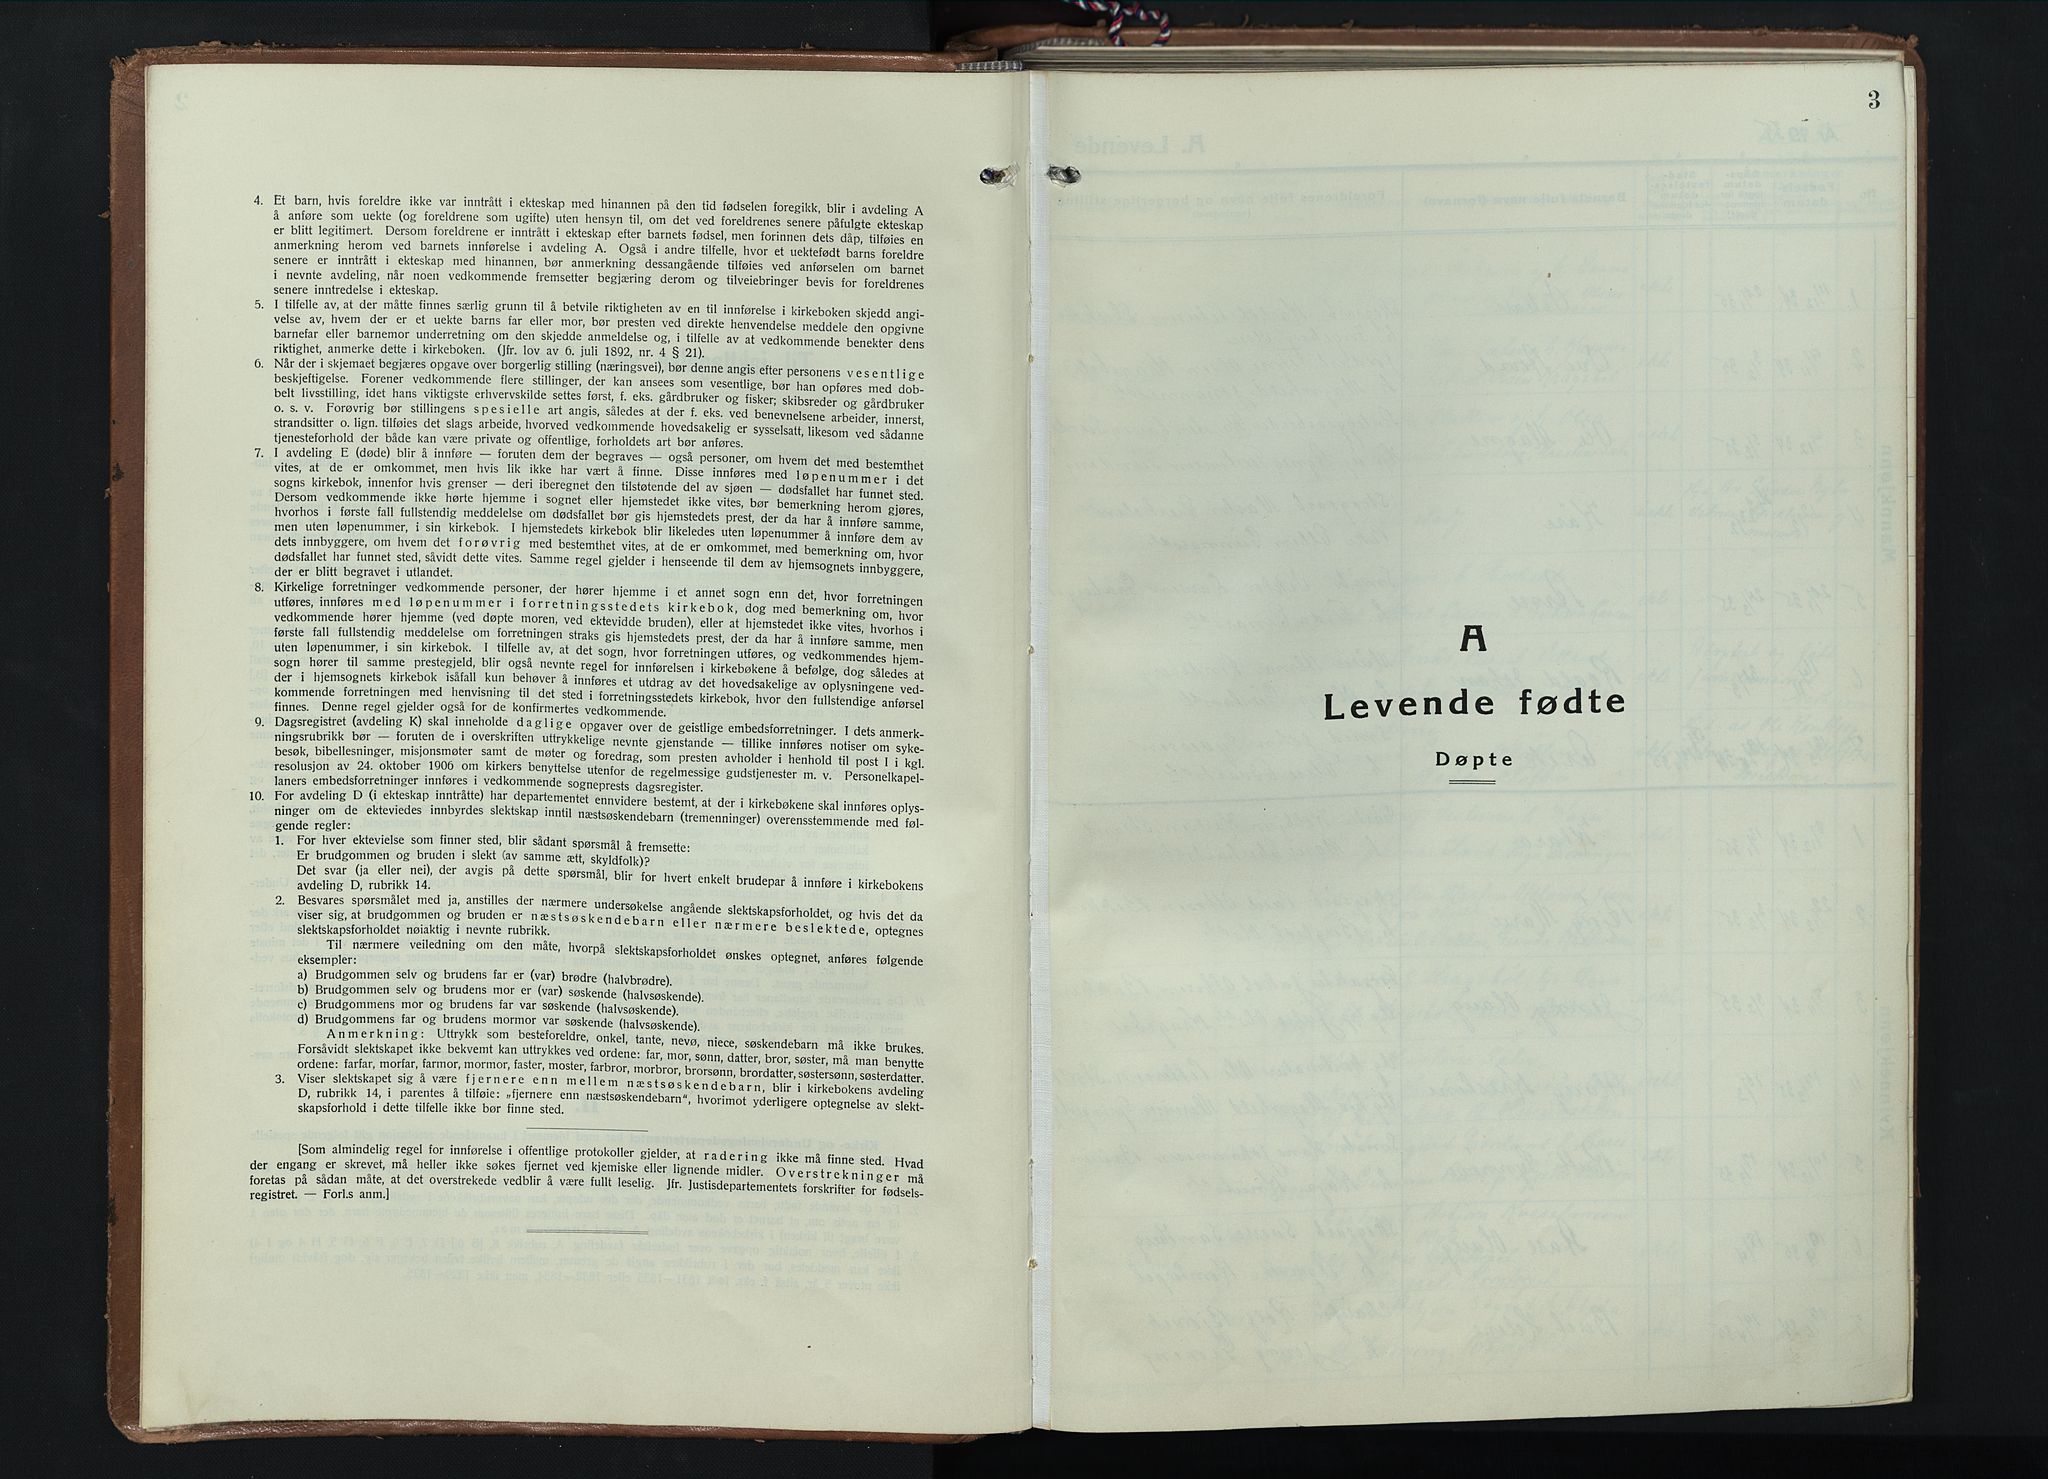 4. Et barn, hvis foreldre ikke var inntrått i ekteskap med hinannen på den tid fødselen foregikk, blir i avdeling A
å anføre som uekte (og foreldrene som ugifte) uten hensyn til, om det ved foreldrenes senere påfulgte ekteskap
er blitt legitimert. Dersom foreldrene er inntrått i ekteskap efter barnets fødsel, men forinnen dets dåp, tilføies en
anmerkning herom ved barnets innførelse i avdeling A. Også i andre tilfelle, hvor et uektefødt barns foreldre
senere er inntrått i ekteskap med hinannen, bør anmerkning dessangående tilføies ved anførselen om barnet
i nevnte avdeling, når noen vedkommende fremsetter begjæring derom og tilveiebringer bevis for foreldrenes
senere inntredelse i ekteskap.
5. I tilfelle av, at der måtte finnes særlig grunn til å betvile riktigheten av en til innførelse i kirkeboken skjedd angi-
velse av, hvem der er et uekte barns far eller mor, bør presten ved direkte henvendelse meddele den opgivne
barnefar eller barnemor underretning om den skjedde anmeldelse og, i tilfelle av at vedkommende benekter dens
riktighet, anmerke dette i kirkeboken. (Jfr. lov av 6. juli 1892, nr. 4 § 21).
6. Når der i skjemaet begjæres opgave over borgerlig stilling (næringsvei), bør denne angis efter personens vesentlige
beskjeftigelse. Forener vedkommende flere stillinger, der kan ansees som vesentlige, bør han opføres med dob-
belt livsstilling, idet hans viktigste erhvervskilde settes først, f. eks. gårdbruker og fisker; skibsreder og gårdbruker
o. s. v. Forøvrig bør stillingens spesielle art angis, således at der f. eks. ved benevnelsene arbeider, innerst,
strandsitter o. lign. tilføies det slags arbeide, hvorved vedkommende hovedsakelig er sysselsatt, likesom ved sådanne
tjenesteforhold der både kan være private og offentlige, forholdets art bør anføres.
7. I avdeling E (døde) blir å innføre — foruten dem der begraves — også personer, om hvem det med bestemthet
vites, at de er omkommet, men hvis lik ikke har vært å finne. Disse innføres med løpenummer i det
sogns kirkebok, innenfor hvis grenser — deri iberegnet den tilstøtende del av sjøen — dødsfallet har funnet sted.
Dersom vedkommende ikke hørte hjemme i sognet eller hjemstedet ikke vites, bør bemerkning herom gjøres,
hvorhos i første fall fullstendig meddelelse om dødsfallet bør gis hjemstedets prest, der da har å innføre samme,
men uten løpenummer, i sin kirkebok. I hjemstedets kirkebok blir likeledes uten løpenummer å innføre dem av
dets innbyggere, om hvem det forøvrig med bestemthet vites, at de er omkommet, med bemerkning om, hvor
dødsfallet har funnet sted, såvidt dette vites. Samme regel gjelder i henseende til dem av hjemsognets innbyggere,
der er blitt begravet i utlandet.
8. Kirkelige forretninger vedkommende personer, der hører hjemme i et annet sogn enn det, hvor forretningen
utføres, innføres med løpenummer i forretningsstedets kirkebok, dog med bemerkning om, hvor
vedkommende hører hjemme (ved døpte moren, ved ektevidde bruden), eller at hjemstedet ikke vites, hvorhos i
første fall fullstendig meddelelse om forretningen straks gis hjemstedets prest, der da har å innføre samme, men
uten løpenummer, i sin kirkebok. I tilfelle av, at det sogn, hvor forretningen utføres, og vedkommendes hjem-
sogn hører til samme prestegjeld, blir også nevnte regel for innførelsen i kirkebøkene å befølge, dog således at
der i hjemsognets kirkebok isåfall kun behøver å innføres et utdrag av det hovedsakelige av oplysningene ved-
kommende forretningen med henvisning til det sted i forretningsstedets kirkebok, hvor den fullstendige anførsel
finnes. Denne regel gjelder også for de konfirmertes vedkommende.
9. Dagsregistret (avdeling K) skal inneholde daglige opgaver over de geistlige embedsforretninger. I dets anmerk-
ningsrubrikk bør — foruten de i overskriften uttrykkelige nevnte gjenstande — tillike innføres notiser om syke-
besøk, bibellesninger, misjonsmøter samt de møter og foredrag, som presten avholder i henhold til post I i kgl.
resolusjon av 24. oktober 1906 om kirkers benyttelse utenfor de regelmessige gudstjenester m. v. Personelkapel-
laners embedsforretninger innføres i vedkommende sogneprests dagsregister.
10. For avdeling D (i ekteskap inntråtte) har departementet ennvidere bestemt, at der i kirkebøkene skal innføres oplys-
ninger om de ekteviedes innbyrdes slektskap inntil næstsøskendebarn (tremenninger) overensstemmende med føl-
gende regler:
1. For hver ektevielse som finner sted, blir sådant spørsmål å fremsette:
Er brudgommen og bruden i slekt (av samme ætt, skyldfolk)?
Det svar (ja eller nei), der avgis på dette spørsmål, blir for hvert enkelt brudepar å innføre i kirkebokens
avdeling D, rubrikk 14.
2. Besvares spørsmålet med ja, anstilles der nærmere undersøkelse angående slektskapsforholdet, og hvis det da
viser sig, at brudgommen og bruden er næstsøskendebarn eller nærmere beslektede, optegnes
slektskapsforholdet nøiaktig i nevnte rubrikk.
Til nærmere veiledning om den måte, hvorpå slektskapsforholdet ønskes optegnet, anføres følgende
eksempler:
a) Brudgommen selv og brudens far er (var) brødre (halvbrødre).
b) Brudgommen selv og brudens mor er (var) søskende (halvsøskende).
c) Brudgommens mor og brudens far var søskende (halvsøskende).
d) Brudgommens far og brudens mormor var søskende (halvsøskende).
Anmerkning: Uttrykk som besteforeldre, onkel, tante, nevø, niece, søskendebarn må ikke brukes.
Forsåvidt slektskapet ikke bekvemt kan uttrykkes ved ordene: far, mor, sønn, datter, bror, søster, må man benytte
ordene: farfar, morfar, farmor, mormor, faster, moster, farbror, morbror, brorsønn, brordatter, søstersønn, søsterdatter.
3. Viser slektskapet sig å være fjernere enn mellem næstsøskendebarn, blir i kirkebokens avdeling
D, rubrikk 14, i parentes å tilføie: „fjernere enn næstsøskendebarn", hvorimot yderligere optegnelse av slekt-
skapsforhold i dette tilfelle ikke bør finne sted.
[Som almindelig regel for innførelse i offentlige protokoller gjelder, at radering ikke må finne sted. Hvad
der engang er skrevet, må heller ikke søkes fjernet ved kjemiske eller lignende midler. Overstrekninger må
foretas på sådan måte, at det overstrekede vedblir å være fullt leselig. Jfr. Justisdepartementets forskrifter for fødsels-
registret. — Forl.s anm.]
3
A
Levende fødte
Døpte